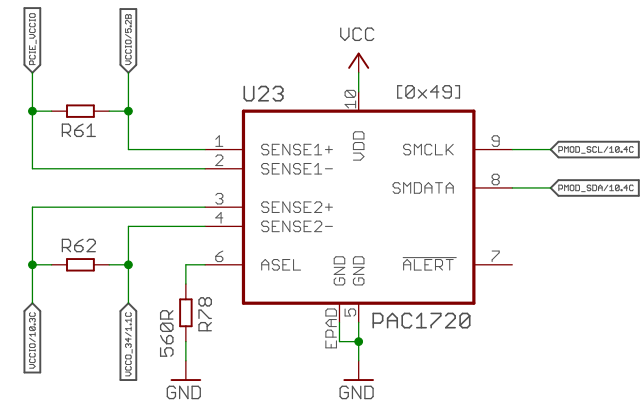 PCIE_VCCIO
VCCIO/5.2B
VCC
U23
[0x49]
R61
10
VDD
1
SENSE1+
SMCLK
9
PMOD_SCL/10.4C
2
SENSE1-
3
SENSE2+
SMDATA
8
PMOD_SDA/10.4C
4
SENSE2-
R62
6
ASEL
GND
GND
ALERT
7
VCCIO/10.3C
VCCO_34/1.1C
560R
R78
EPAD
5
PAC1720
GND
GND